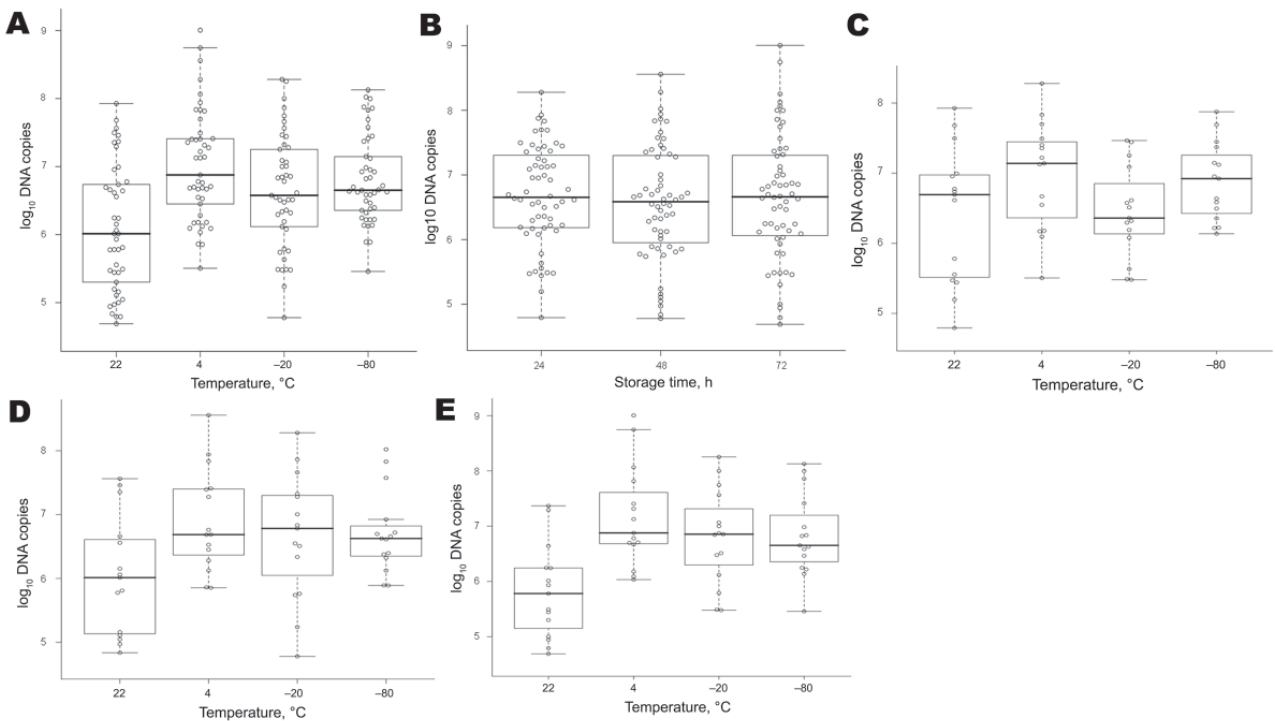 A
log10 DNA copies
9
8
7
6
5
22
4
–20
–80
Temperature, °C
B
log10 DNA copies
9
8
7
6
5
24
48
72
Storage time, h
C
log10 DNA copies
8
7
6
5
22
4
–20
–80
Temperature, °C
D
log10 DNA copies
8
7
6
5
22
4
–20
–80
Temperature, °C
E
log10 DNA copies
9
8
7
6
5
22
4
–20
–80
Temperature, °C